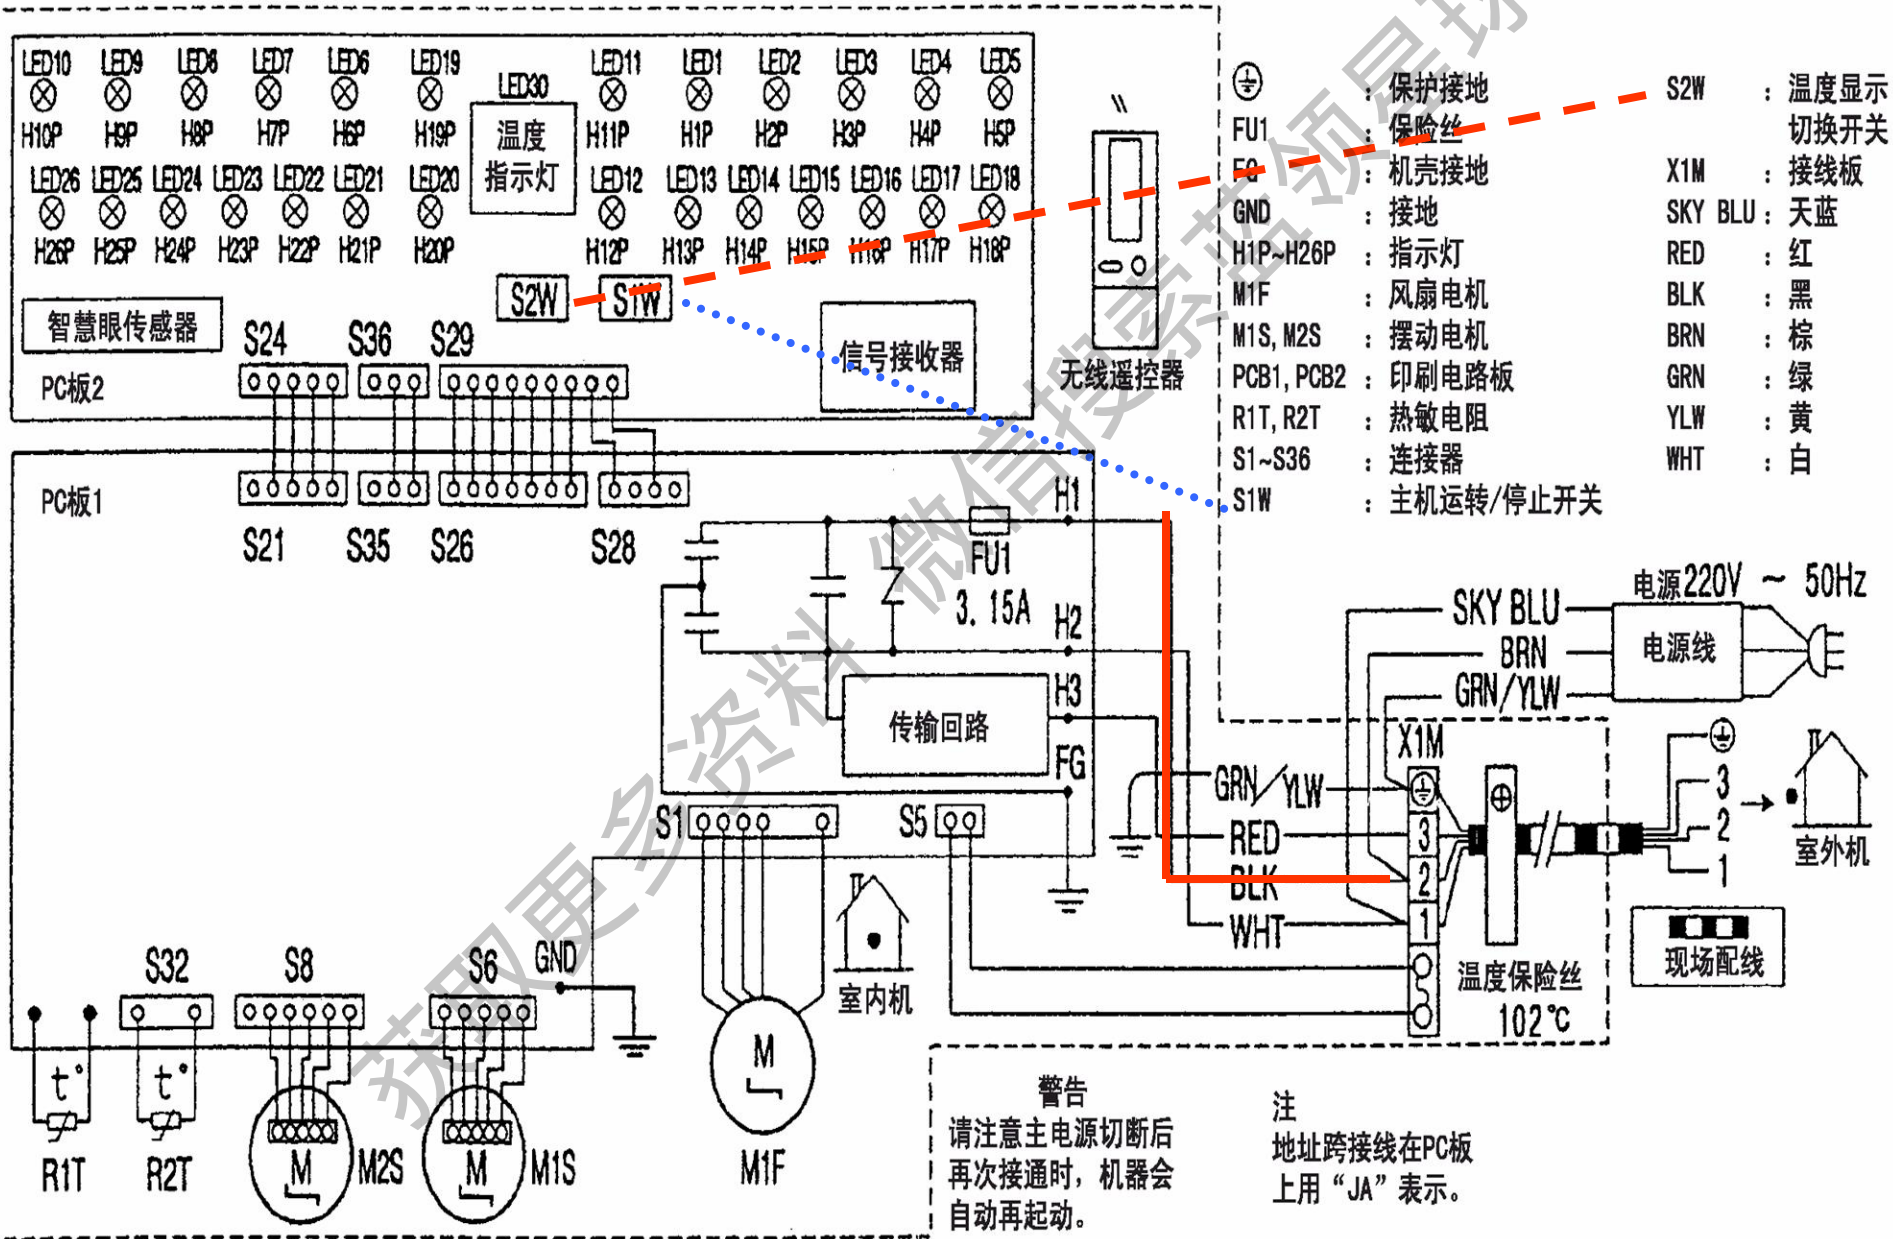 LED10 LED9 LED8 LED7 LED6 LED19 LED30 LED11 LED1 LED2 LED3 LED4 LED5
H10P H9P H8P H7P H6P H19P 温度 H11P H1P H2P H3P H4P H5P
指示灯
LED26 LED25 LED24 LED23 LED22 LED21 LED20 LED12 LED13 LED14 LED15 LED16 LED17 LED18
H26P H25P H24P H23P H22P H21P H20P H12P H13P H14P H15P H16P H17P H18P
S2W S1W
智慧眼传感器
S24 S36 S29
信号接收器
PC板2
无线遥控器
PC板1
S21 S35 S26 S28
H1
FU1
3.15A
H2
H3
传输回路
FG
S1 S5
S32 S8 S6 GND
室内机
t° t°
M M M
R1T R2T M2S M1S M1F
：保护接地
FU1：保险丝
FG：机壳接地
GND：接地
H1P~H26P：指示灯
M1F：风扇电机
M1S, M2S：摆动电机
PCB1, PCB2：印刷电路板
R1T, R2T：热敏电阻
S1~S36：连接器
S1W：主机运转/停止开关
S2W：温度显示
切换开关
X1M：接线板
SKY BLU：天蓝
RED：红
BLK：黑
BRN：棕
GRN：绿
YLW：黄
WHT：白
电源220V ~ 50Hz
SKY BLU
BRN
GRN/YLW
电源线
X1M
GRN/YLW
RED 3
BLK 2
WHT 1
3
2
1
室外机
现场配线
温度保险丝
102℃
警告
请注意主电源切断后
再次接通时，机器会
自动再起动。
注
地址跨接线在PC板
上用“JA”表示。
获取更多资料 微信搜索蓝领星球